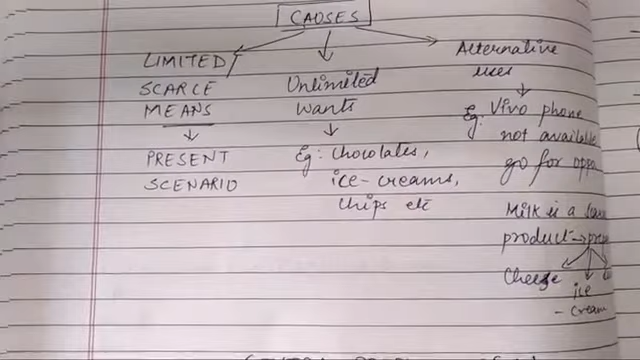 CAUSES
LIMITED/
SCARCE
MEANS
PRESENT
SCENARIO
Unlimited
wants
Eg: Chocolates,
ice-creams,
Chips etc
Alternative
uses
Eg: Vivo phone
not available
go for oppo
Milk is a
product →
Cheese
ice
- cream